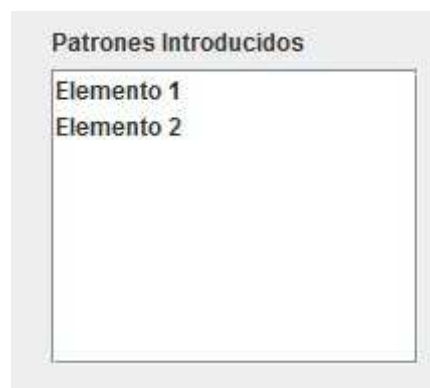 Patrones Introducidos
Elemento 1
Elemento 2